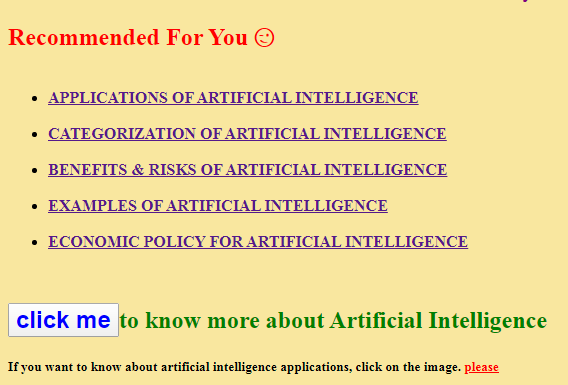 Recommended For You
APPLICATIONS OF ARTIFICIAL INTELLIGENCE
CATEGORIZATION OF ARTIFICIAL INTELLIGENCE
BENEFITS & RISKS OF ARTIFICIAL INTELLIGENCE
EXAMPLES OF ARTIFICIAL INTELLIGENCE
ECONOMIC POLICY FOR ARTIFICIAL INTELLIGENCE
click me to know more about Artificial Intelligence
If you want to know about artificial intelligence applications, click on the image. please